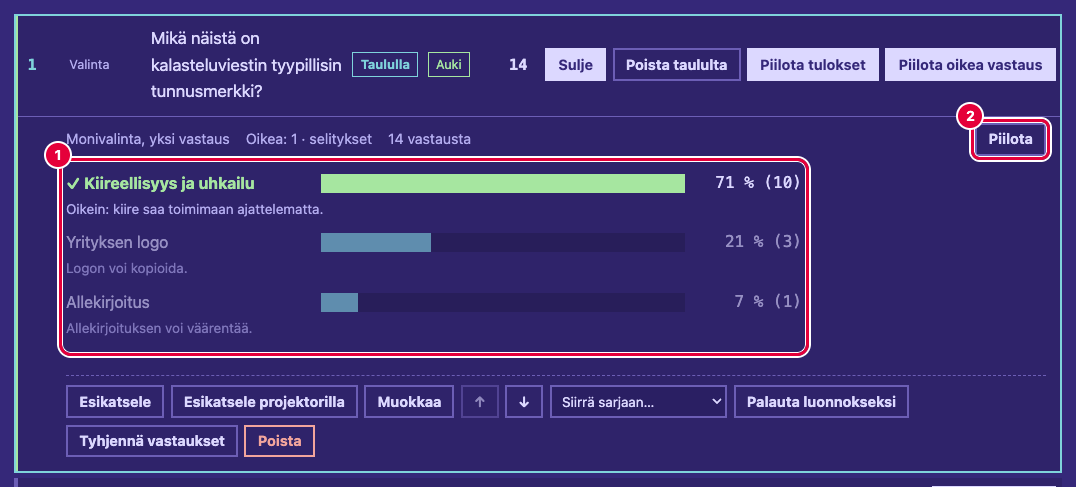 1 Valinta Mikä näistä on
kalasteluviestin tyypillisin
tunnusmerkki? Taululla Auki 14 Sulje Poista taululta Piilota tulokset Piilota oikea vastaus
Monivalinta, yksi vastaus Oikea: 1 · selitykset 14 vastausta 2 Piilota
1
✓ Kiireellisyys ja uhkailu 71 % (10)
Oikein: kiire saa toimimaan ajattelematta.
Yrityksen logo 21 % (3)
Logon voi kopioida.
Allekirjoitus 7 % (1)
Allekirjoituksen voi väärentää.
Esikatsele Esikatsele projektorilla Muokkaa ↑ ↓ Siirrä sarjaan... Palauta luonnokseksi
Tyhjennä vastaukset Poista